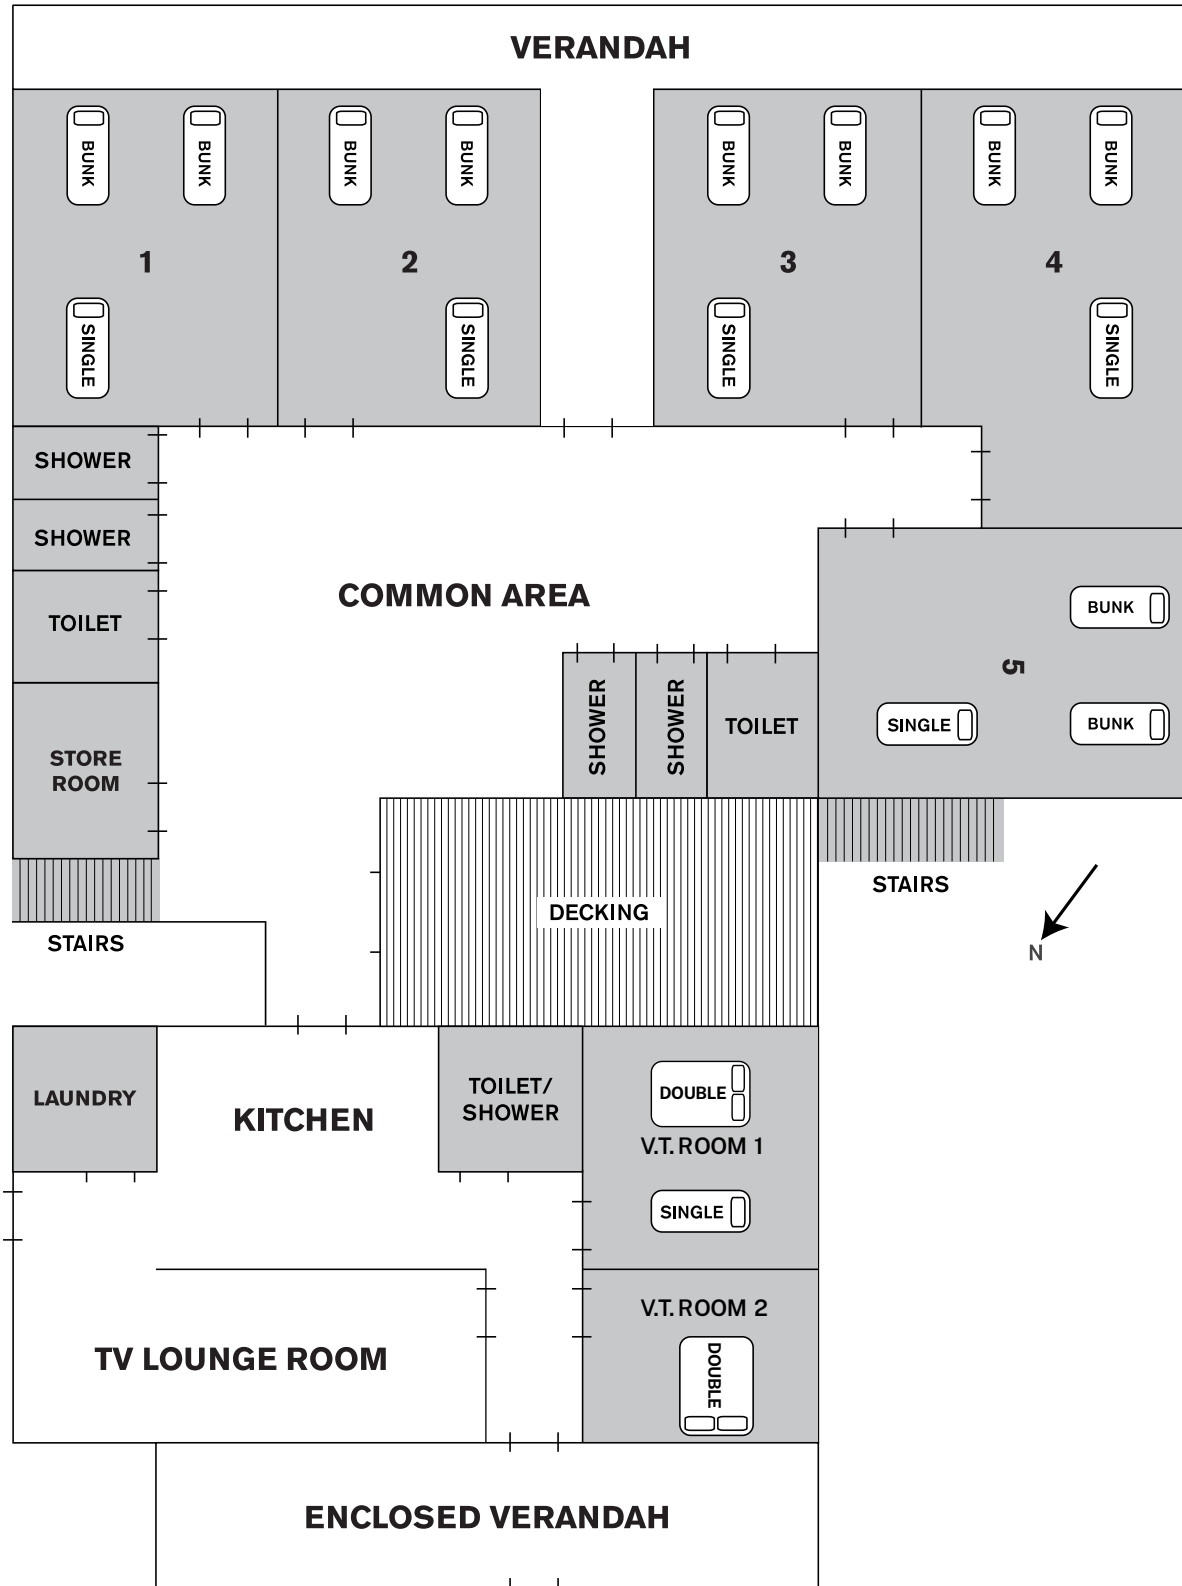 VERANDAH
BUNK
BUNK
BUNK
BUNK
BUNK
BUNK
BUNK
BUNK
1
2
3
4
SINGLE
SINGLE
SINGLE
SINGLE
SHOWER
SHOWER
TOILET
STORE
ROOM
STAIRS
COMMON AREA
SHOWER
SHOWER
TOILET
BUNK
5
SINGLE
BUNK
STAIRS
DECKING
N
LAUNDRY
KITCHEN
TOILET/
SHOWER
DOUBLE
V.T. ROOM 1
SINGLE
V.T. ROOM 2
DOUBLE
TV LOUNGE ROOM
ENCLOSED VERANDAH